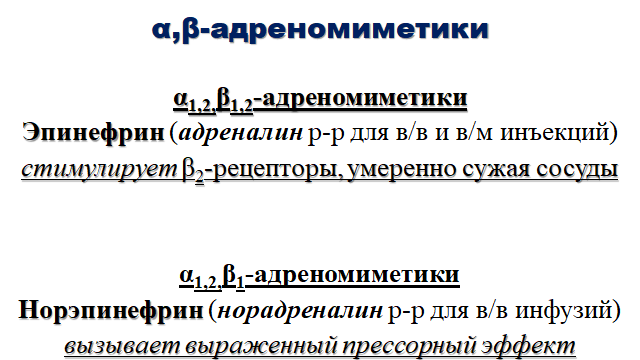 α,β-адреномиметики
α1,2,β1,2-адреномиметики
Эпинефрин (адреналин р-р для в/в и в/м инъекций)
стимулирует β2-рецепторы, умеренно сужая сосуды
α1,2,β1-адреномиметики
Норэпинефрин (норадреналин р-р для в/в инфузий)
вызывает выраженный прессорный эффект